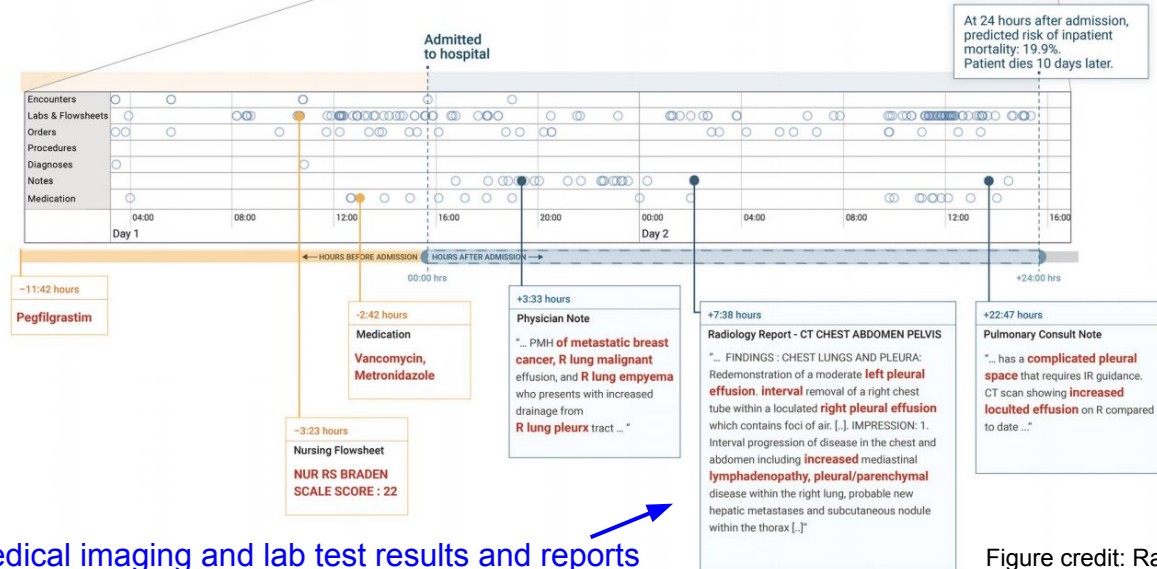 At 24 hours after admission,
predicted risk of inpatient
mortality: 19.9%.
Patient dies 10 days later.
Admitted
to hospital
Encounters
Labs & Flowsheets
Orders
Procedures
Diagnoses
Notes
Medication
04:00
08:00
12:00
16:00
20:00
00:00
04:00
08:00
12:00
16:00
Day 1
Day 2
HOURS BEFORE ADMISSION
HOURS AFTER ADMISSION
00:00 hrs
+24:00 hrs
−11:42 hours
Pegfilgrastim
−3:23 hours
Nursing Flowsheet
NUR RS BRADEN
SCALE SCORE : 22
-2:42 hours
Medication
Vancomycin,
Metronidazole
+3:33 hours
Physician Note
"... PMH of metastatic breast
cancer, R lung malignant
effusion, and R lung empyema
who presents with increased
drainage from
R lung pleurx tract ... "
+7:38 hours
Radiology Report - CT CHEST ABDOMEN PELVIS
"... FINDINGS : CHEST LUNGS AND PLEURA:
Redemonstration of a moderate left pleural
effusion. interval removal of a right chest
tube within a loculated right pleural effusion
which contains foci of air. [..]. IMPRESSION: 1.
Interval progression of disease in the chest and
abdomen including increased mediastinal
lymphadenopathy, pleural/parenchymal
disease within the right lung, probable new
hepatic metastases and subcutaneous nodule
within the thorax [..]"
+22:47 hours
Pulmonary Consult Note
"... has a complicated pleural
space that requires IR guidance.
CT scan showing increased
loculted effusion on R compared
to date ..."
edical imaging and lab test results and reports
Figure credit: Ra